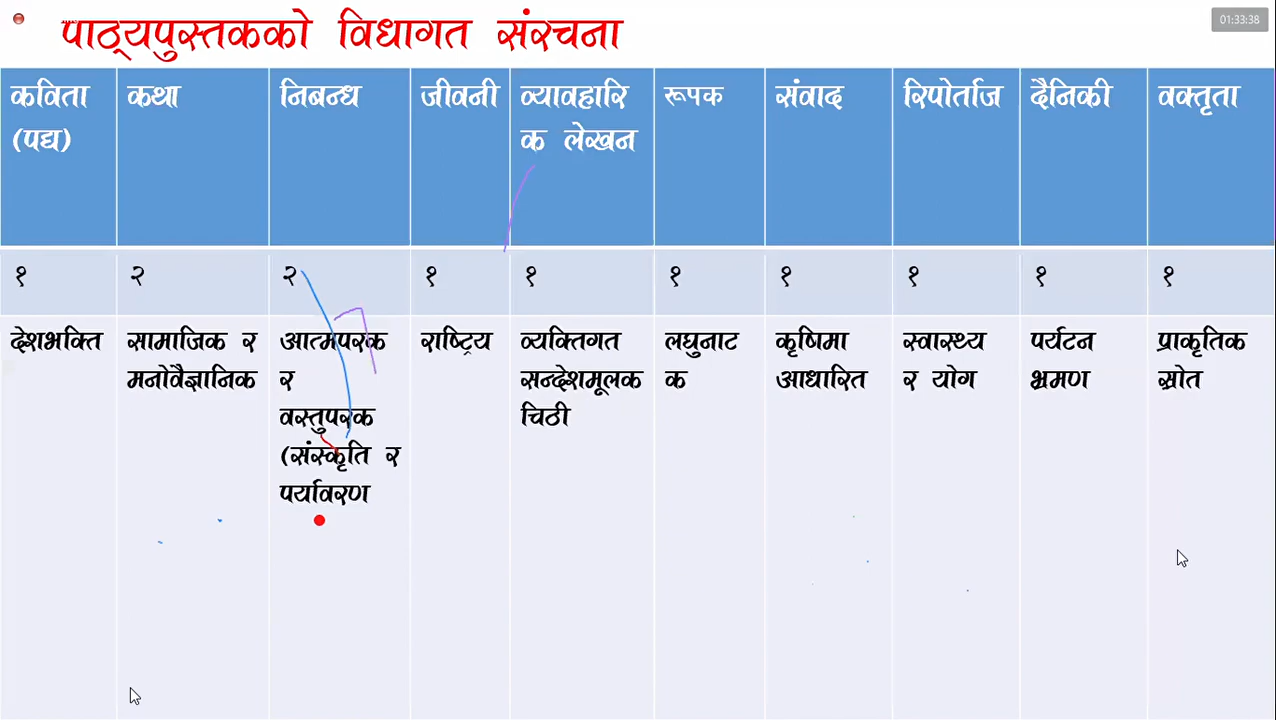 पाठ्यपुस्तकको विधागत संरचना
01:33:38
कविता
(पद्य)
कथा
निबन्ध
जीवनी
व्यावहारि
क लेखन
रूपक
संवाद
रिपोर्ताज
दैनिकी
वक्तृता
१
२
२
१
१
१
१
१
१
१
देशभक्ति
सामाजिक र
मनोवैज्ञानिक
आत्मपरक
र
वस्तुपरक
(संस्कृति र
पर्यावरण
राष्ट्रिय
व्यक्तिगत
सन्देशमूलक
चिठी
लघुनाट
क
कृषिमा
आधारित
स्वास्थ्य
र योग
पर्यटन
भ्रमण
प्राकृतिक
स्रोत